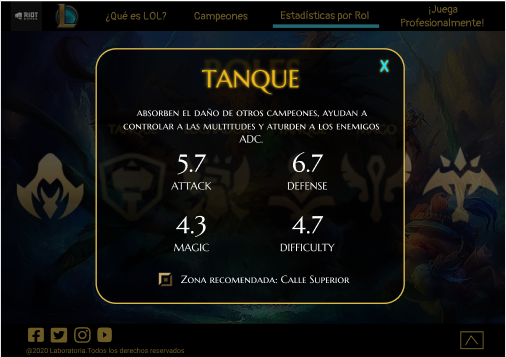 RIOT
¿Qué es LOL?
Campeones
Estadísticas por Rol
¡Juega
Profesionalmente!
ROLES
X
TANQUE
ABSORBEN EL DAÑO DE OTROS CAMPEONES, AYUDAN A
CONTROLAR A LAS MULTITUDES Y ATURDEN A LOS ENEMIGOS
ADC.
5.7
ATTACK
6.7
DEFENSE
4.3
MAGIC
4.7
DIFFICULTY
Zona recomendada: Calle Superior
@2020 Laboratoria.Todos los derechos reservados